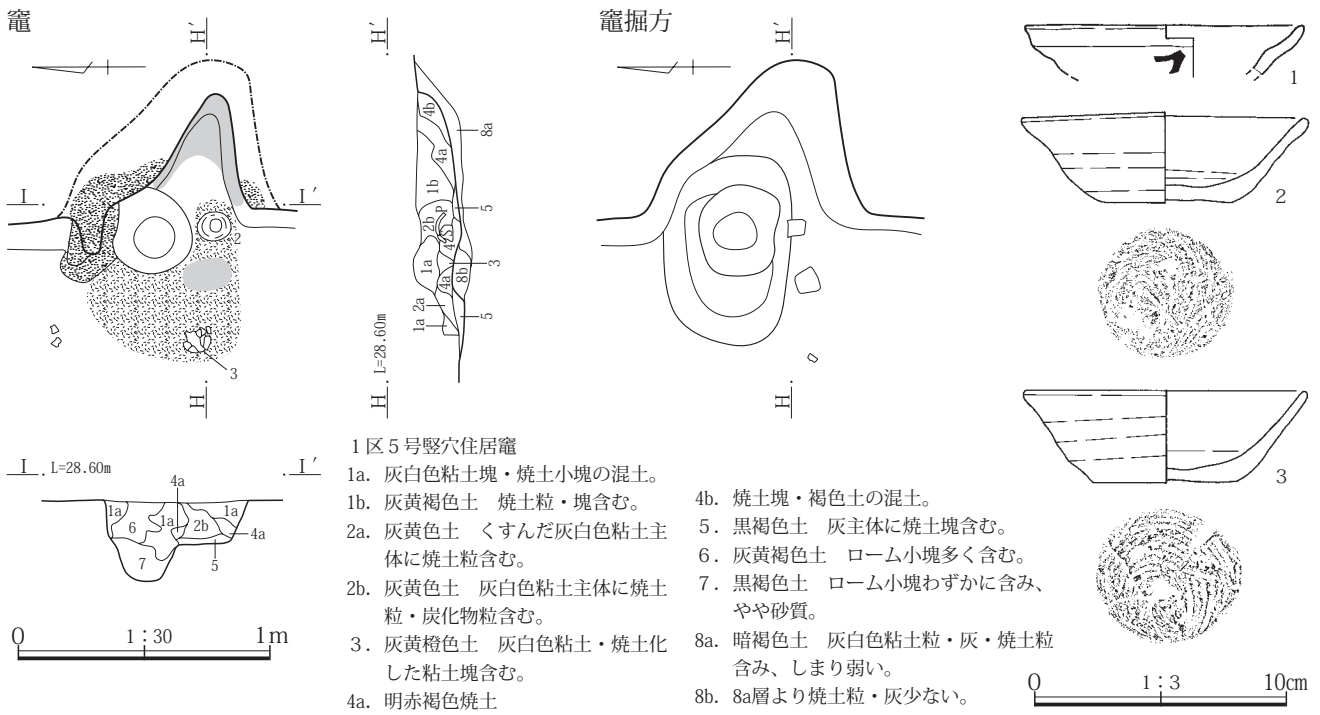 竈
竈掘方
H′
H′
H′
I
I′
2
3
H
H
H
L=28.60m
4b
8a
4a
1b
5
P
2b
S
4a
1a
3
8b
4a
2a
1a
5
1
2
3
I
L=28.60m
I′
4a
1a
6
1a
2b
1a
4a
7
5
0
1:30
1m
1区5号竪穴住居竈
1a. 灰白色粘土塊・焼土小塊の混土。
1b. 灰黄褐色土　焼土粒・塊含む。
2a. 灰黄色土　くすんだ灰白色粘土主
体に焼土粒含む。
2b. 灰黄色土　灰白色粘土主体に焼土
粒・炭化物粒含む。
3. 灰黄橙色土　灰白色粘土・焼土化
した粘土塊含む。
4a. 明赤褐色焼土
4b. 焼土塊・褐色土の混土。
5. 黒褐色土　灰主体に焼土塊含む。
6. 灰黄褐色土　ローム小塊多く含む。
7. 黒褐色土　ローム小塊わずかに含み、
やや砂質。
8a. 暗褐色土　灰白色粘土粒・灰・焼土粒
含み、しまり弱い。
8b. 8a層より焼土粒・灰少ない。
0
1:3
10cm